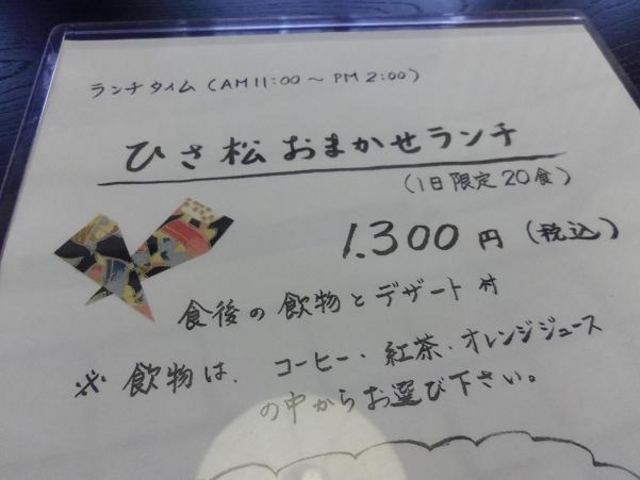 ランチタイム(AM11:00～PM2:00)
ひさ松おまかせランチ
(1日限定20食)
1.300円(税込)
食後の飲物とデザート付
※飲物は、コーヒー・紅茶・オレンジジュース
の中からお選び下さい。